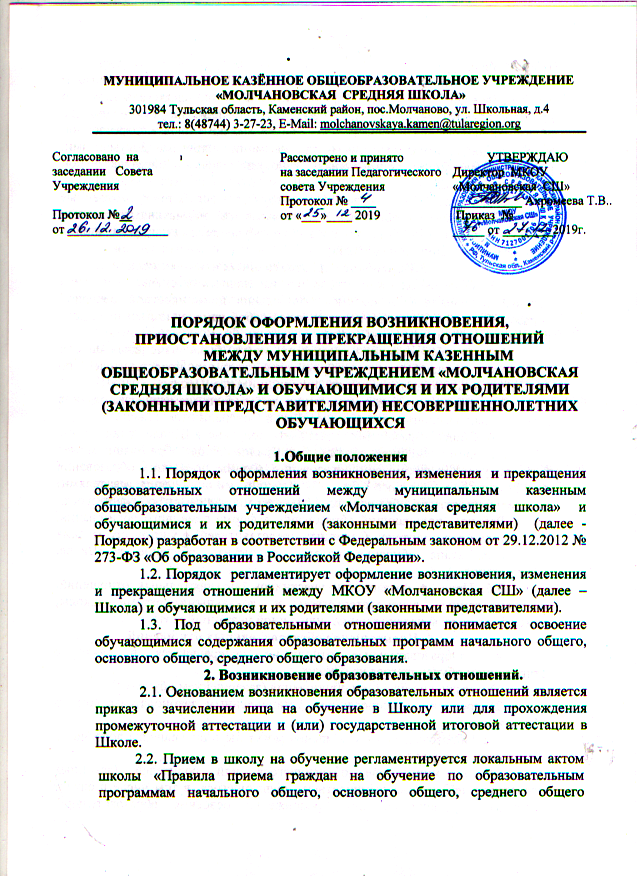 МУНИЦИПАЛЬНОЕ КАЗЁННОЕ ОБЩЕОБРАЗОВАТЕЛЬНОЕ УЧРЕЖДЕНИЕ
«МОЛЧАНОВСКАЯ СРЕДНЯЯ ШКОЛА»
301984 Тульская область, Каменский район, пос.Молчаново, ул. Школьная, д.4
тел.: 8(48744) 3-27-23, E-Mail: molchanovskaya.kamen@tularegion.org
Согласовано на
заседании Совета
Учреждения
Протокол № 2
от 26.12.2019
Рассмотрено и принято
на заседании Педагогического
совета Учреждения
Протокол № 4
от «25» 12 2019 .
УТВЕРЖДАЮ
Директор МКОУ
«Молчановская СШ»
Ахромеева Т.В..
Приказ №
от 2019г.
ПОРЯДОК ОФОРМЛЕНИЯ ВОЗНИКНОВЕНИЯ,
ПРИОСТАНОВЛЕНИЯ И ПРЕКРАЩЕНИЯ ОТНОШЕНИЙ
МЕЖДУ МУНИЦИПАЛЬНЫМ КАЗЕННЫМ
ОБЩЕОБРАЗОВАТЕЛЬНЫМ УЧРЕЖДЕНИЕМ «МОЛЧАНОВСКАЯ
СРЕДНЯЯ ШКОЛА» И ОБУЧАЮЩИМИСЯ И ИХ РОДИТЕЛЯМИ
(ЗАКОННЫМИ ПРЕДСТАВИТЕЛЯМИ) НЕСОВЕРШЕННОЛЕТНИХ
ОБУЧАЮЩИХСЯ
1.Общие положения
1.1. Порядок оформления возникновения, изменения и прекращения
образовательных отношений между муниципальным казенным
общеобразовательным учреждением «Молчановская средняя школа» и
обучающимися и их родителями (законными представителями) (далее -
Порядок) разработан в соответствии с Федеральным законом от 29.12.2012 №
273-ФЗ «Об образовании в Российской Федерации».
1.2. Порядок регламентирует оформление возникновения, изменения
и прекращения отношений между МКОУ «Молчановская СШ» (далее –
Школа) и обучающимися и их родителями (законными представителями).
1.3. Под образовательными отношениями понимается освоение
обучающимися содержания образовательных программ начального общего,
основного общего, среднего общего образования.
2. Возникновение образовательных отношений.
2.1. Основанием возникновения образовательных отношений является
приказ о зачислении лица на обучение в Школу или для прохождения
промежуточной аттестации и (или) государственной итоговой аттестации в
Школе.
2.2. Прием в школу на обучение регламентируется локальным актом
школы «Правила приема граждан на обучение по образовательным
программам начального общего, основного общего, среднего общего